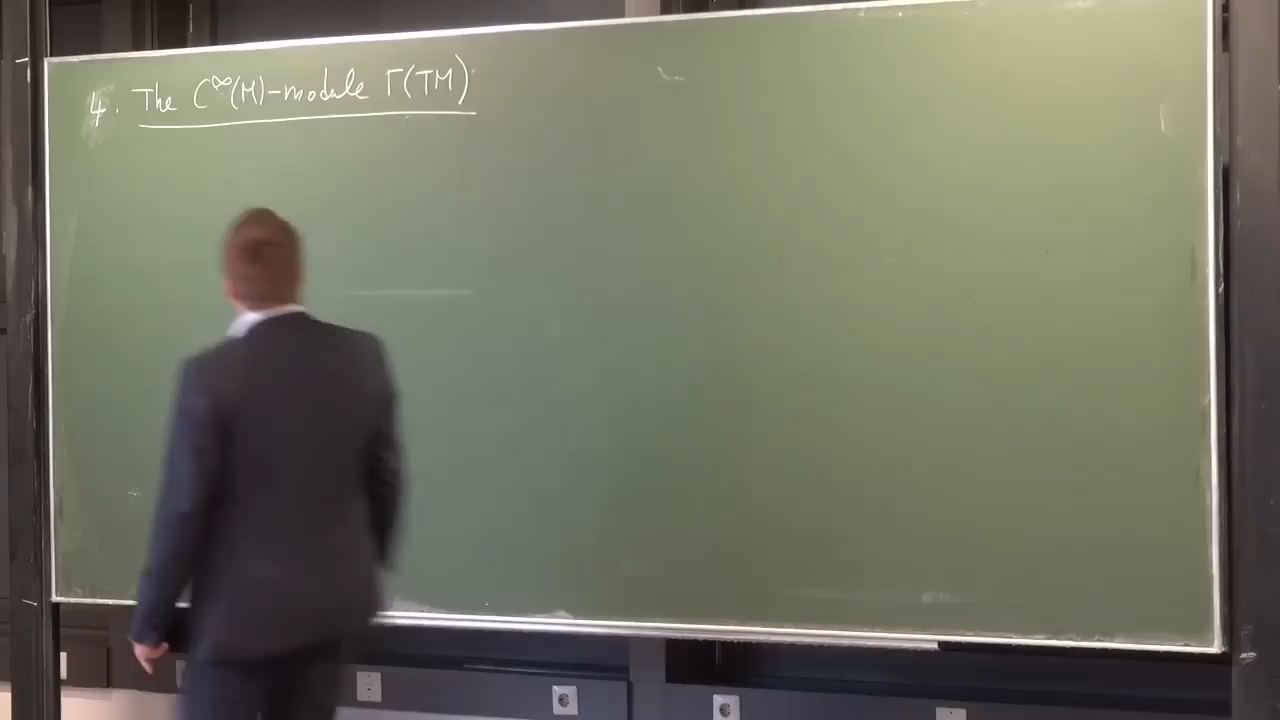 4. The C^∞(M)-module Γ(TM)